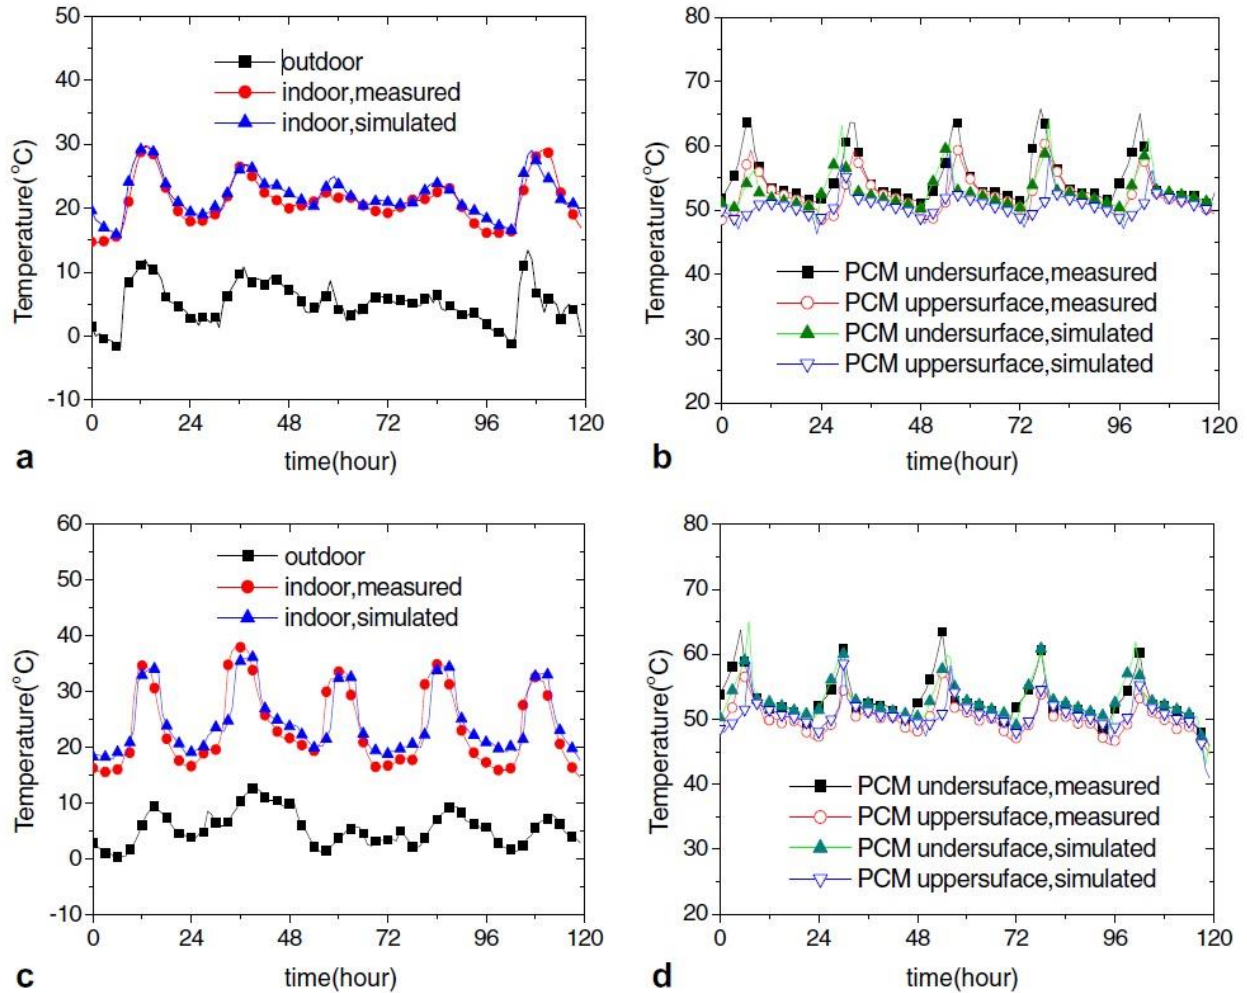 50
40
30
20
10
0
-10
Temperature(°C)
outdoor
indoor,measured
indoor,simulated
0 24 48 72 96 120
time(hour)
a
80
70
60
50
40
30
20
Temperature(°C)
PCM undersurface,measured
PCM uppersurface,measured
PCM undersurface,simulated
PCM uppersurface,simulated
0 24 48 72 96 120
time(hour)
b
60
50
40
30
20
10
0
-10
Temperature(°C)
outdoor
indoor,measured
indoor,simulated
0 24 48 72 96 120
time(hour)
c
80
70
60
50
40
30
20
Temperature(°C)
PCM undersuface,measured
PCM uppersuface,measured
PCM undersuface,simulated
PCM uppersuface,simulated
0 24 48 72 96 120
time(hour)
d